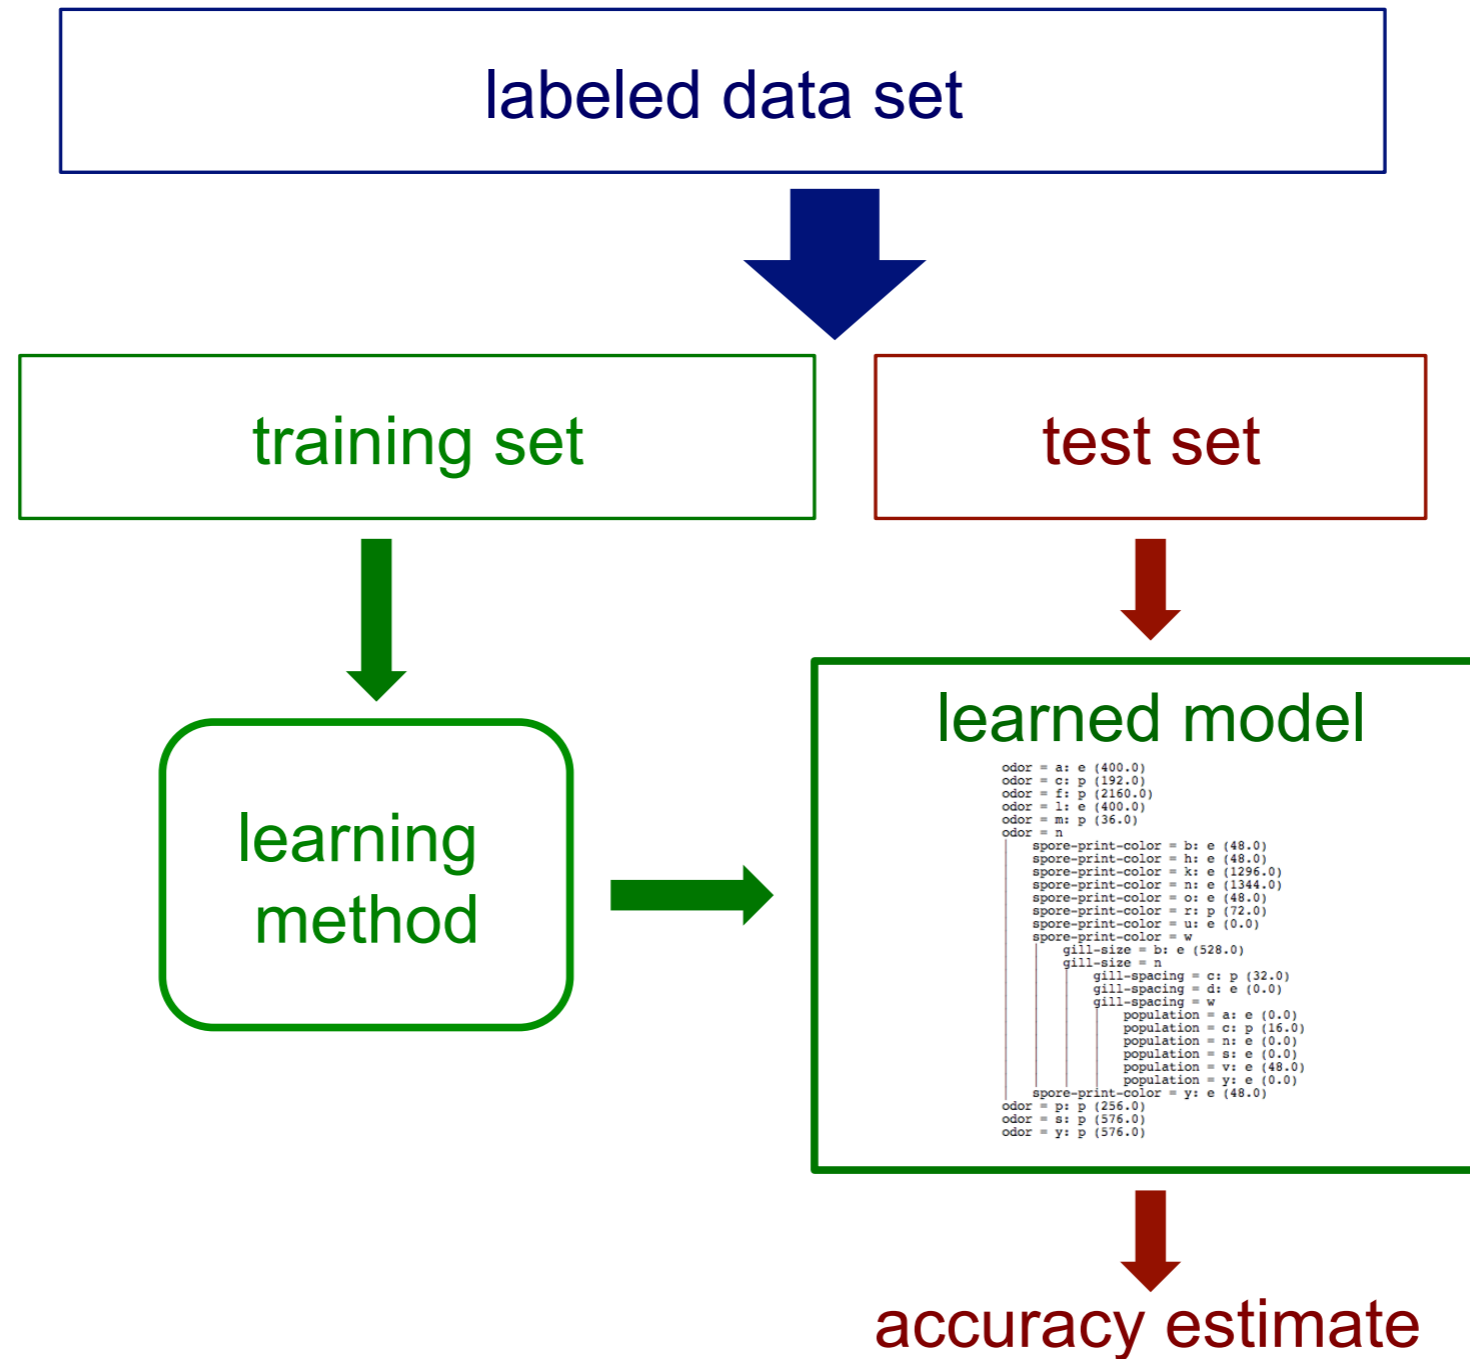 labeled data set
training set
test set
learning
method
learned model
odor = a: e (400.0)
odor = c: p (192.0)
odor = f: p (2160.0)
odor = l: e (400.0)
odor = m: p (36.0)
odor = n
|   spore-print-color = b: e (48.0)
|   spore-print-color = h: e (48.0)
|   spore-print-color = k: e (1296.0)
|   spore-print-color = n: e (1344.0)
|   spore-print-color = o: e (48.0)
|   spore-print-color = r: p (72.0)
|   spore-print-color = u: e (0.0)
|   spore-print-color = w
|   |   gill-size = b: e (528.0)
|   |   gill-size = n
|   |   |   gill-spacing = c: p (32.0)
|   |   |   gill-spacing = d: e (0.0)
|   |   |   gill-spacing = w
|   |   |   |   population = a: e (0.0)
|   |   |   |   population = c: p (16.0)
|   |   |   |   population = n: e (0.0)
|   |   |   |   population = s: e (0.0)
|   |   |   |   population = v: e (48.0)
|   |   |   |   population = y: e (0.0)
|   spore-print-color = y: e (48.0)
odor = p: p (256.0)
odor = s: p (576.0)
odor = y: p (576.0)
accuracy estimate